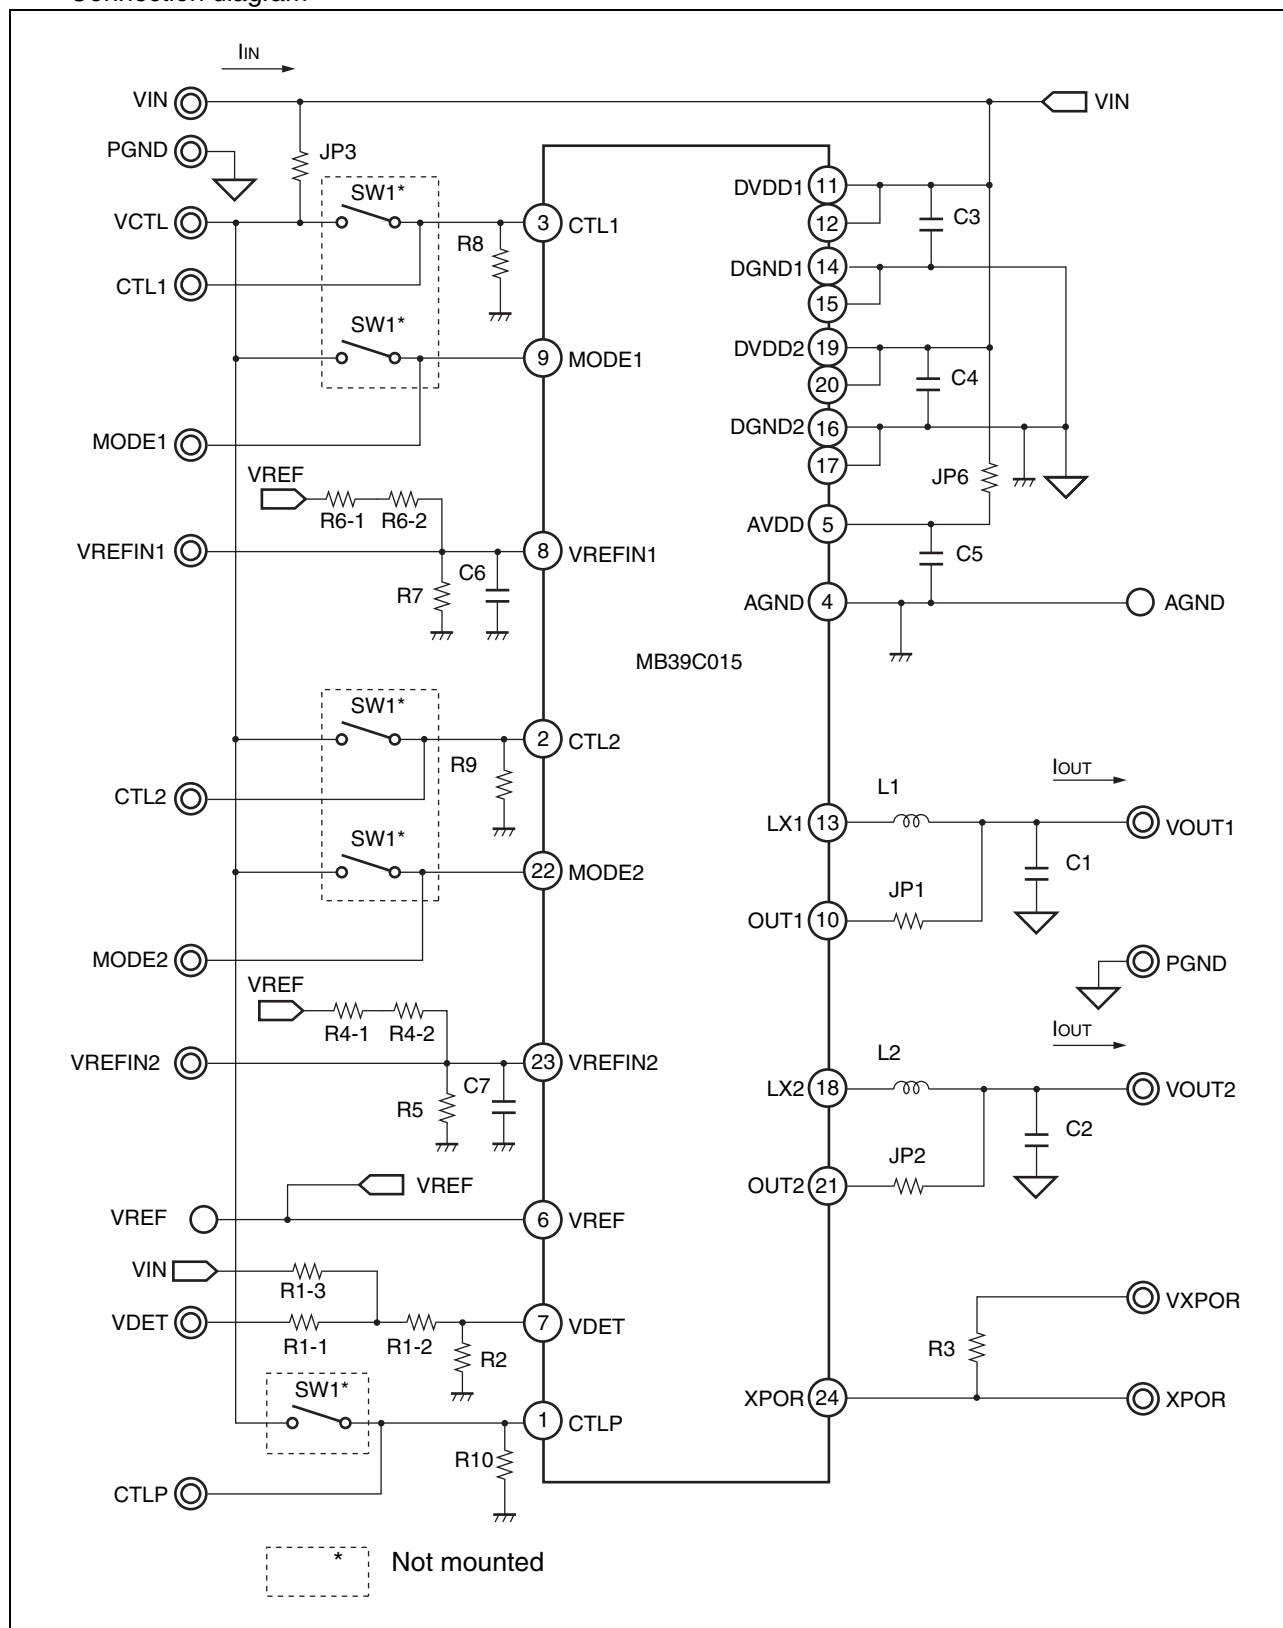 Connection diagram
IIN
VIN
VIN
PGND
JP3
SW1*
DVDD1
11
C3
VCTL
3
CTL1
12
R8
CTL1
DGND1
14
15
SW1*
9
MODE1
DVDD2
19
20
C4
MODE1
DGND2
16
17
VREF
JP6
R6-1
R6-2
AVDD
5
VREFIN1
8
VREFIN1
C5
C6
R7
AGND
4
AGND
MB39C015
SW1*
2
CTL2
R9
IOUT
CTL2
L1
LX1
13
VOUT1
SW1*
22
MODE2
C1
JP1
OUT1
10
MODE2
PGND
VREF
R4-1
R4-2
IOUT
VREFIN2
23
VREFIN2
L2
C7
LX2
18
VOUT2
R5
C2
JP2
OUT2
21
VREF
VREF
6
VREF
VIN
R1-3
VXPOR
VDET
R1-1
R1-2
7
VDET
R2
R3
SW1*
XPOR
24
XPOR
1
CTLP
R10
CTLP
* Not mounted